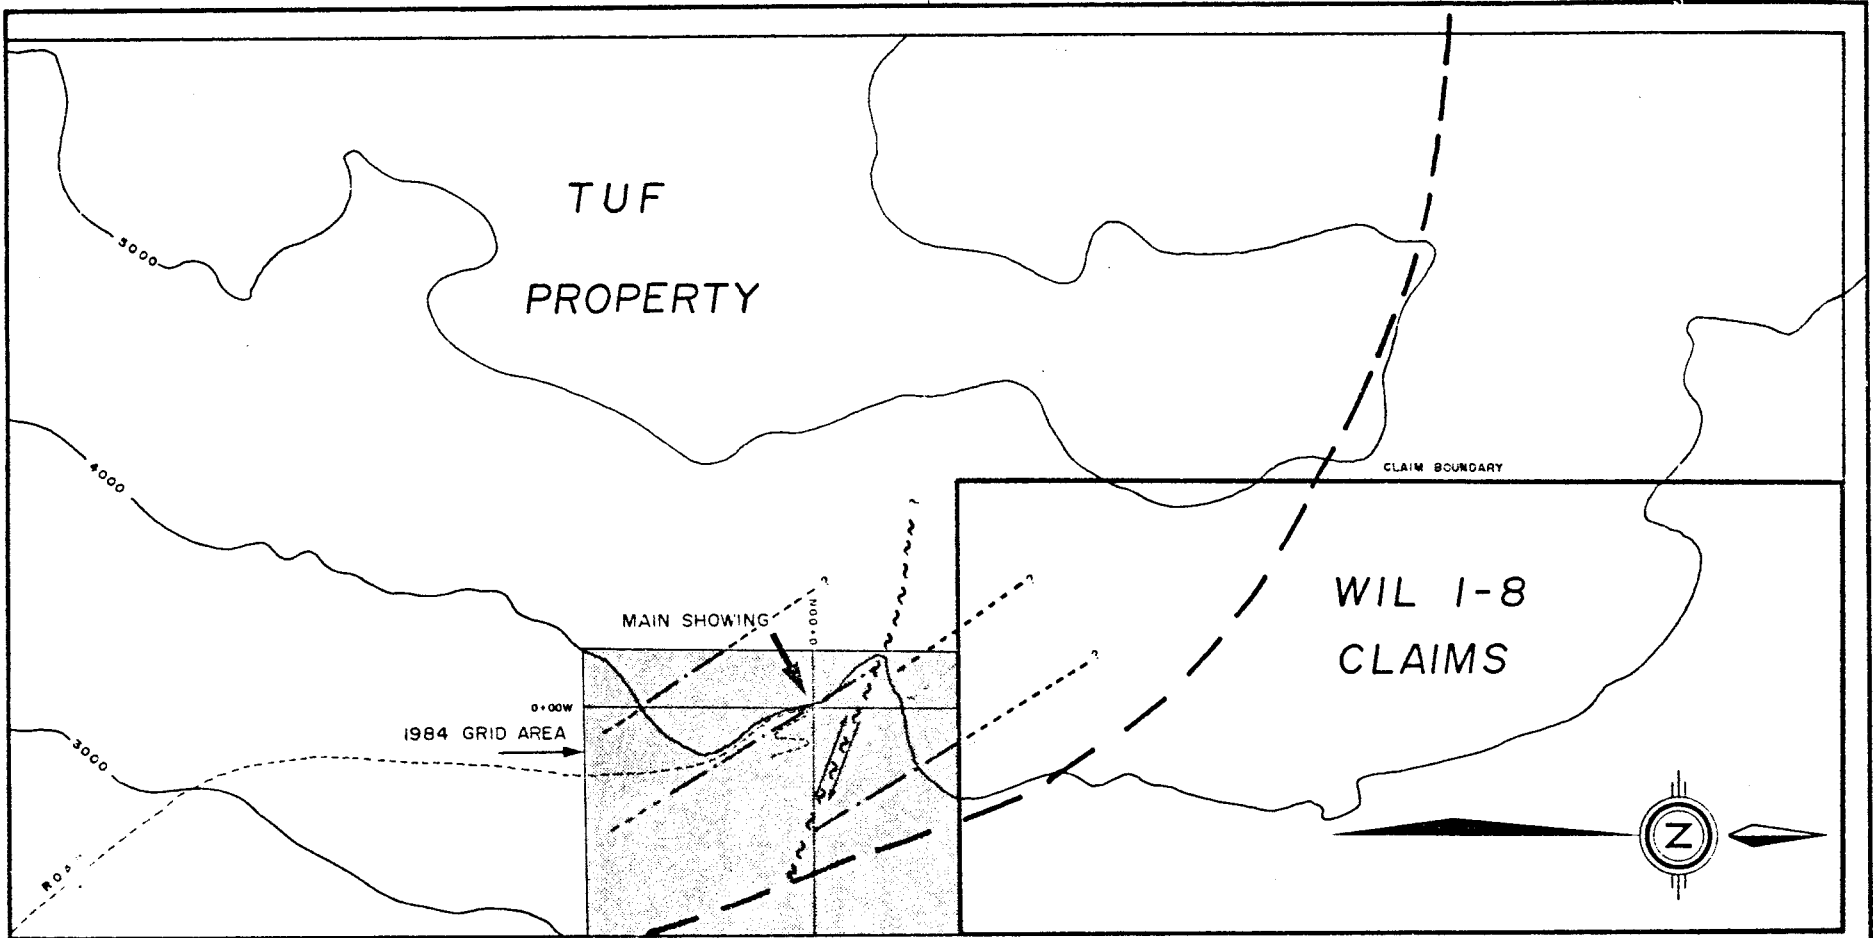 TUF
PROPERTY
5000
4000
CLAIM BOUNDARY
?
?
?
?
WIL 1-8
CLAIMS
MAIN SHOWING
0+00N
0+00W
1984 GRID AREA
3000
N